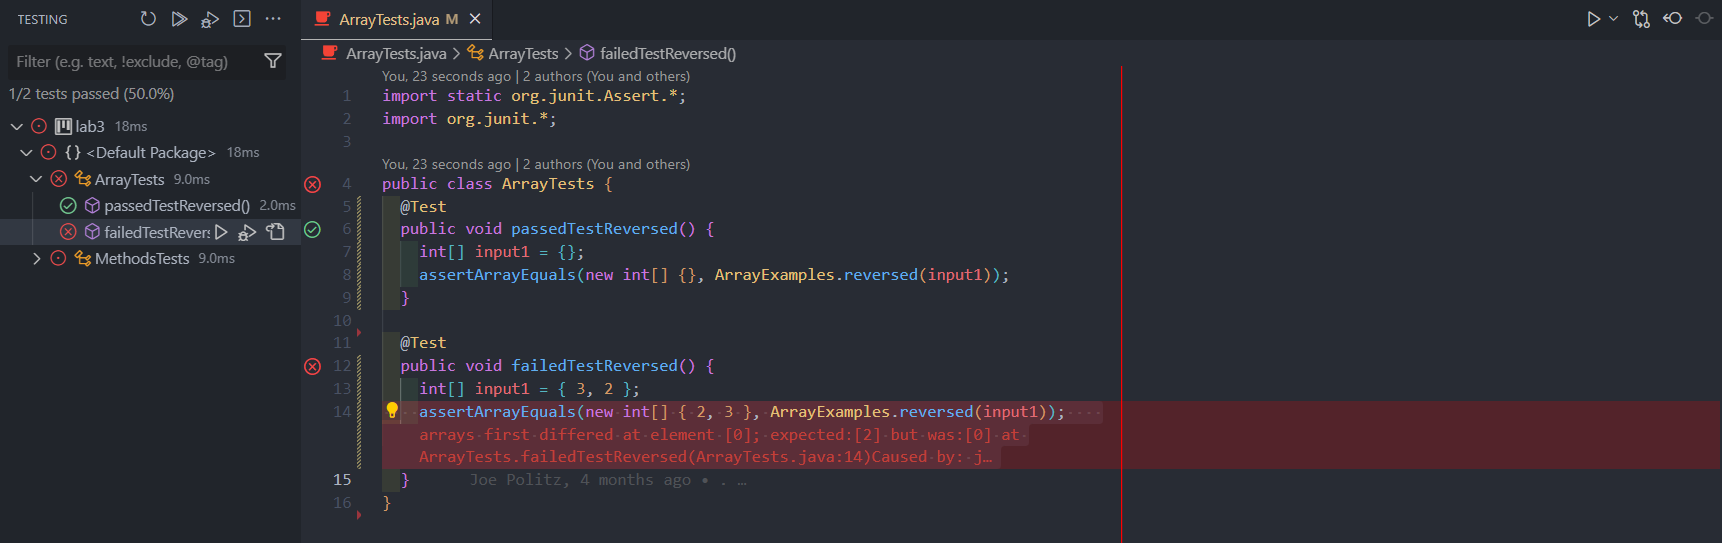 TESTING
Filter (e.g. text, !exclude, @tag)
1/2 tests passed (50.0%)
lab3 18ms
{} <Default Package> 18ms
ArrayTests 9.0ms
passedTestReversed() 2.0ms
failedTestRevers
MethodsTests 9.0ms
ArrayTests.java M
ArrayTests.java > ArrayTests > failedTestReversed()
You, 23 seconds ago | 2 authors (You and others)
1 import static org.junit.Assert.*;
2 import org.junit.*;
3
You, 23 seconds ago | 2 authors (You and others)
4 public class ArrayTests {
5 @Test
6 public void passedTestReversed() {
7 int[] input1 = {};
8 assertArrayEquals(new int[] {}, ArrayExamples.reversed(input1));
9 }
10
11 @Test
12 public void failedTestReversed() {
13 int[] input1 = { 3, 2 };
14 assertArrayEquals(new int[] { 2, 3 }, ArrayExamples.reversed(input1));
arrays first differed at element [0]; expected:[2] but was:[0] at
ArrayTests.failedTestReversed(ArrayTests.java:14)Caused by: j…
15 } Joe Politz, 4 months ago • . …
16 }